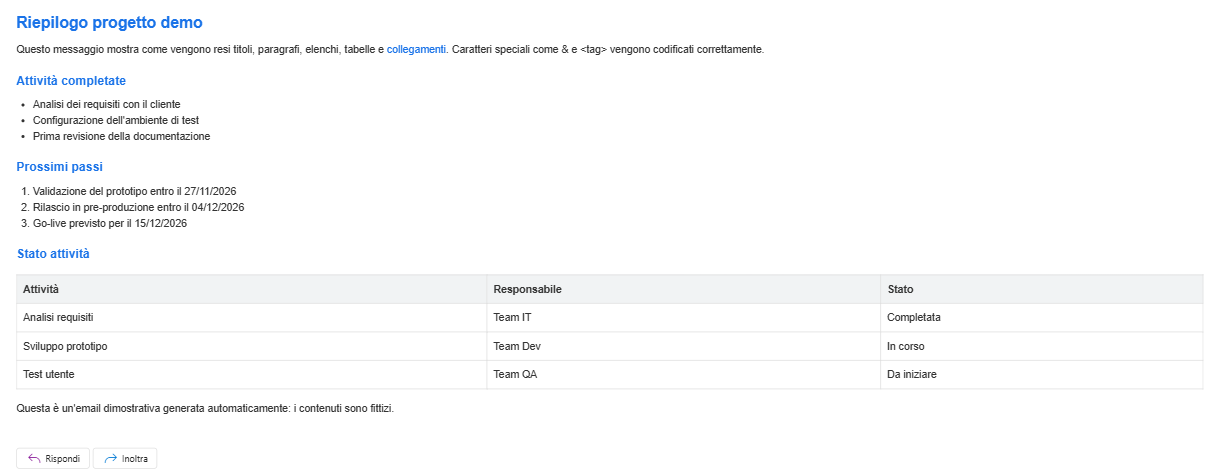 Riepilogo progetto demo
Questo messaggio mostra come vengono resi titoli, paragrafi, elenchi, tabelle e collegamenti. Caratteri speciali come & e <tag> vengono codificati correttamente.
Attività completate
• Analisi dei requisiti con il cliente
• Configurazione dell'ambiente di test
• Prima revisione della documentazione
Prossimi passi
1. Validazione del prototipo entro il 27/11/2026
2. Rilascio in pre-produzione entro il 04/12/2026
3. Go-live previsto per il 15/12/2026
Stato attività
Attività Responsabile Stato
Analisi requisiti Team IT Completata
Sviluppo prototipo Team Dev In corso
Test utente Team QA Da iniziare
Questa è un'email dimostrativa generata automaticamente: i contenuti sono fittizi.
Rispondi Inoltra